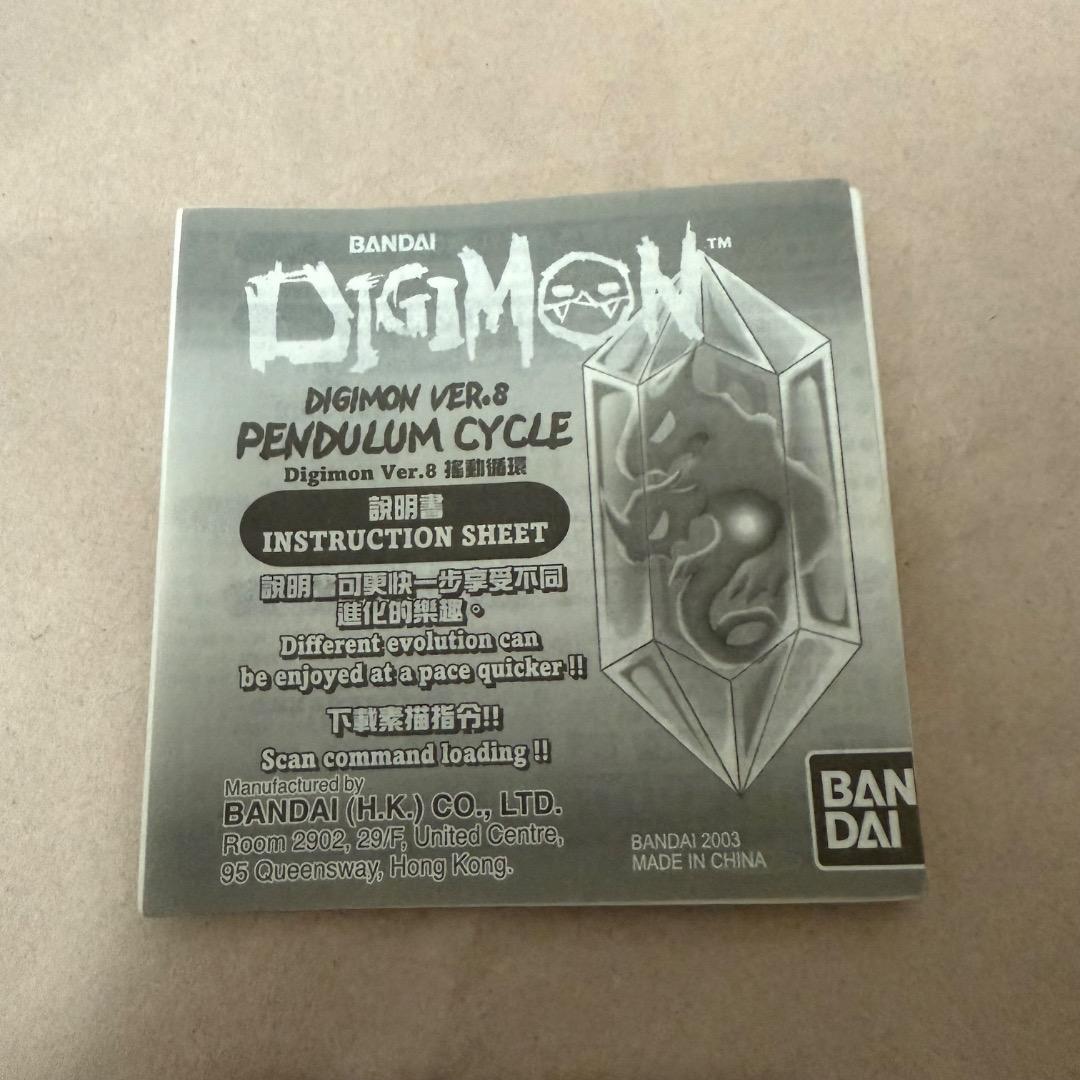 BANDAI
DIGIMON™
DIGIMON VER.8
PENDULUM CYCLE
Digimon Ver.8 搖動循環
說明書
INSTRUCTION SHEET
說明書可更快一步享受不同
進化的樂趣。
Different evolution can
be enjoyed at a pace quicker !!
下載素描指令!!
Scan command loading !!
Manufactured by
BANDAI (H.K.) CO., LTD.
Room 2902, 29/F, United Centre,
95 Queensway, Hong Kong.
BANDAI 2003
MADE IN CHINA
BAN
DAI